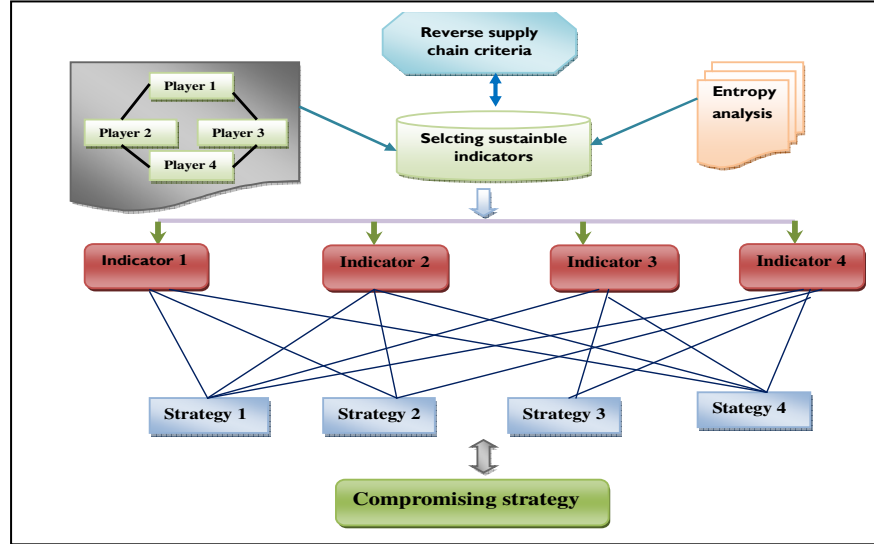 Reverse supply
chain criteria
Player 1
Player 2
Player 3
Player 4
Entropy
analysis
Selcting sustainble
indicators
Indicator 1
Indicator 2
Indicator 3
Indicator 4
Strategy 1
Strategy 2
Strategy 3
Stategy 4
Compromising strategy